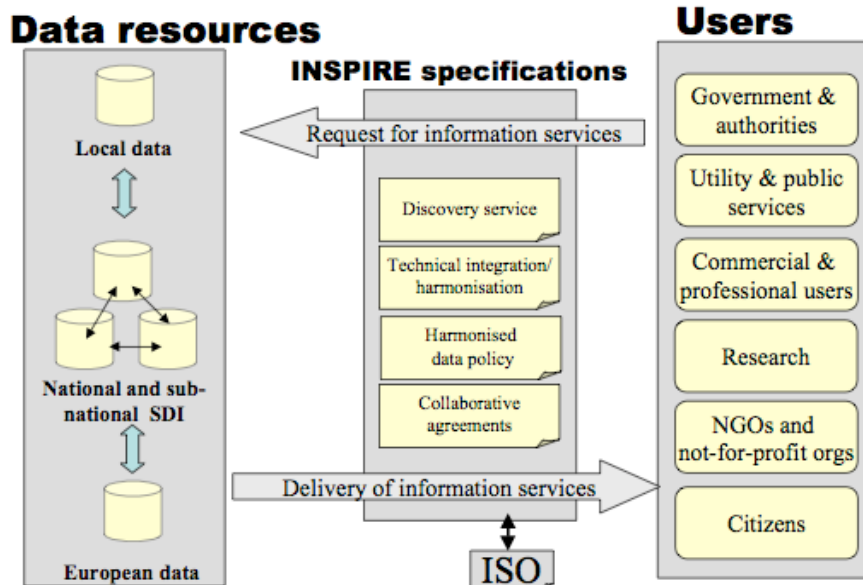 Data resources
Local data
National and sub-
national SDI
European data
INSPIRE specifications
Request for information services
Discovery service
Technical integration/
harmonisation
Harmonised
data policy
Collaborative
agreements
Delivery of information services
ISO
Users
Government &
authorities
Utility & public
services
Commercial &
professional users
Research
NGOs and
not-for-profit orgs
Citizens